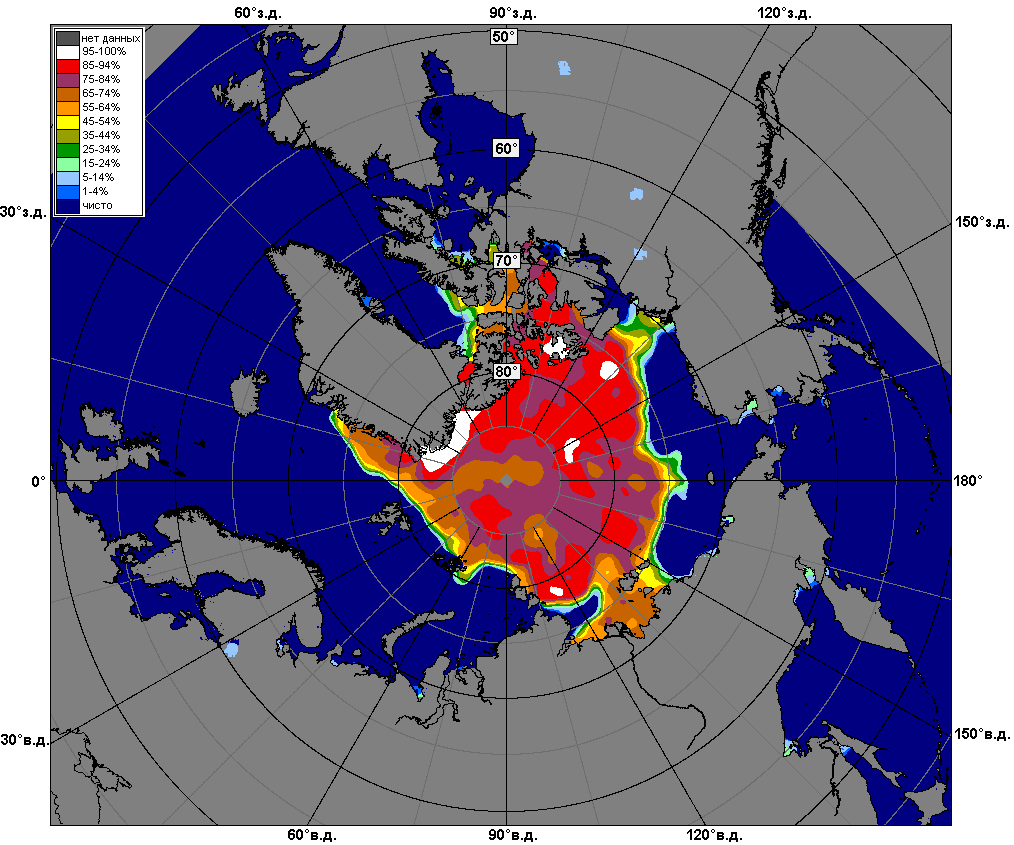 60°з.д.
90°з.д.
120°з.д.
нет данных
95-100%
85-94%
75-84%
65-74%
55-64%
45-54%
35-44%
25-34%
15-24%
5-14%
1-4%
чисто
50°
60°
30°з.д.
150°з.д.
70°
80°
0°
180°
30°в.д.
150°в.д.
60°в.д.
90°в.д.
120°в.д.